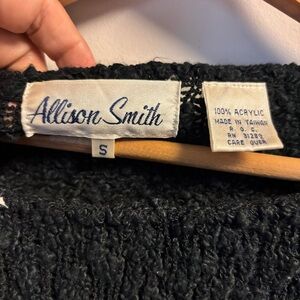 Allison Smith
S
100% ACRYLIC
MADE IN TAIWAN
R. O. C.
RN 31289
CARE OVER